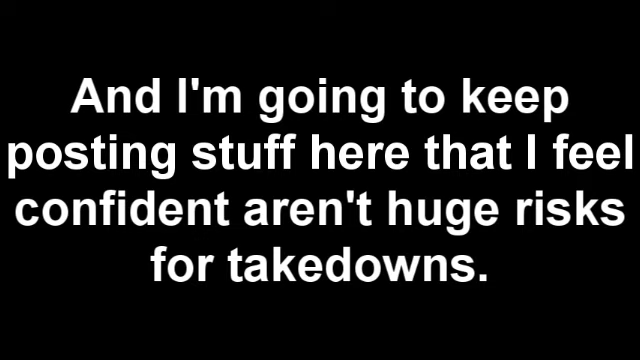 And I'm going to keep
posting stuff here that I feel
confident aren't huge risks
for takedowns.